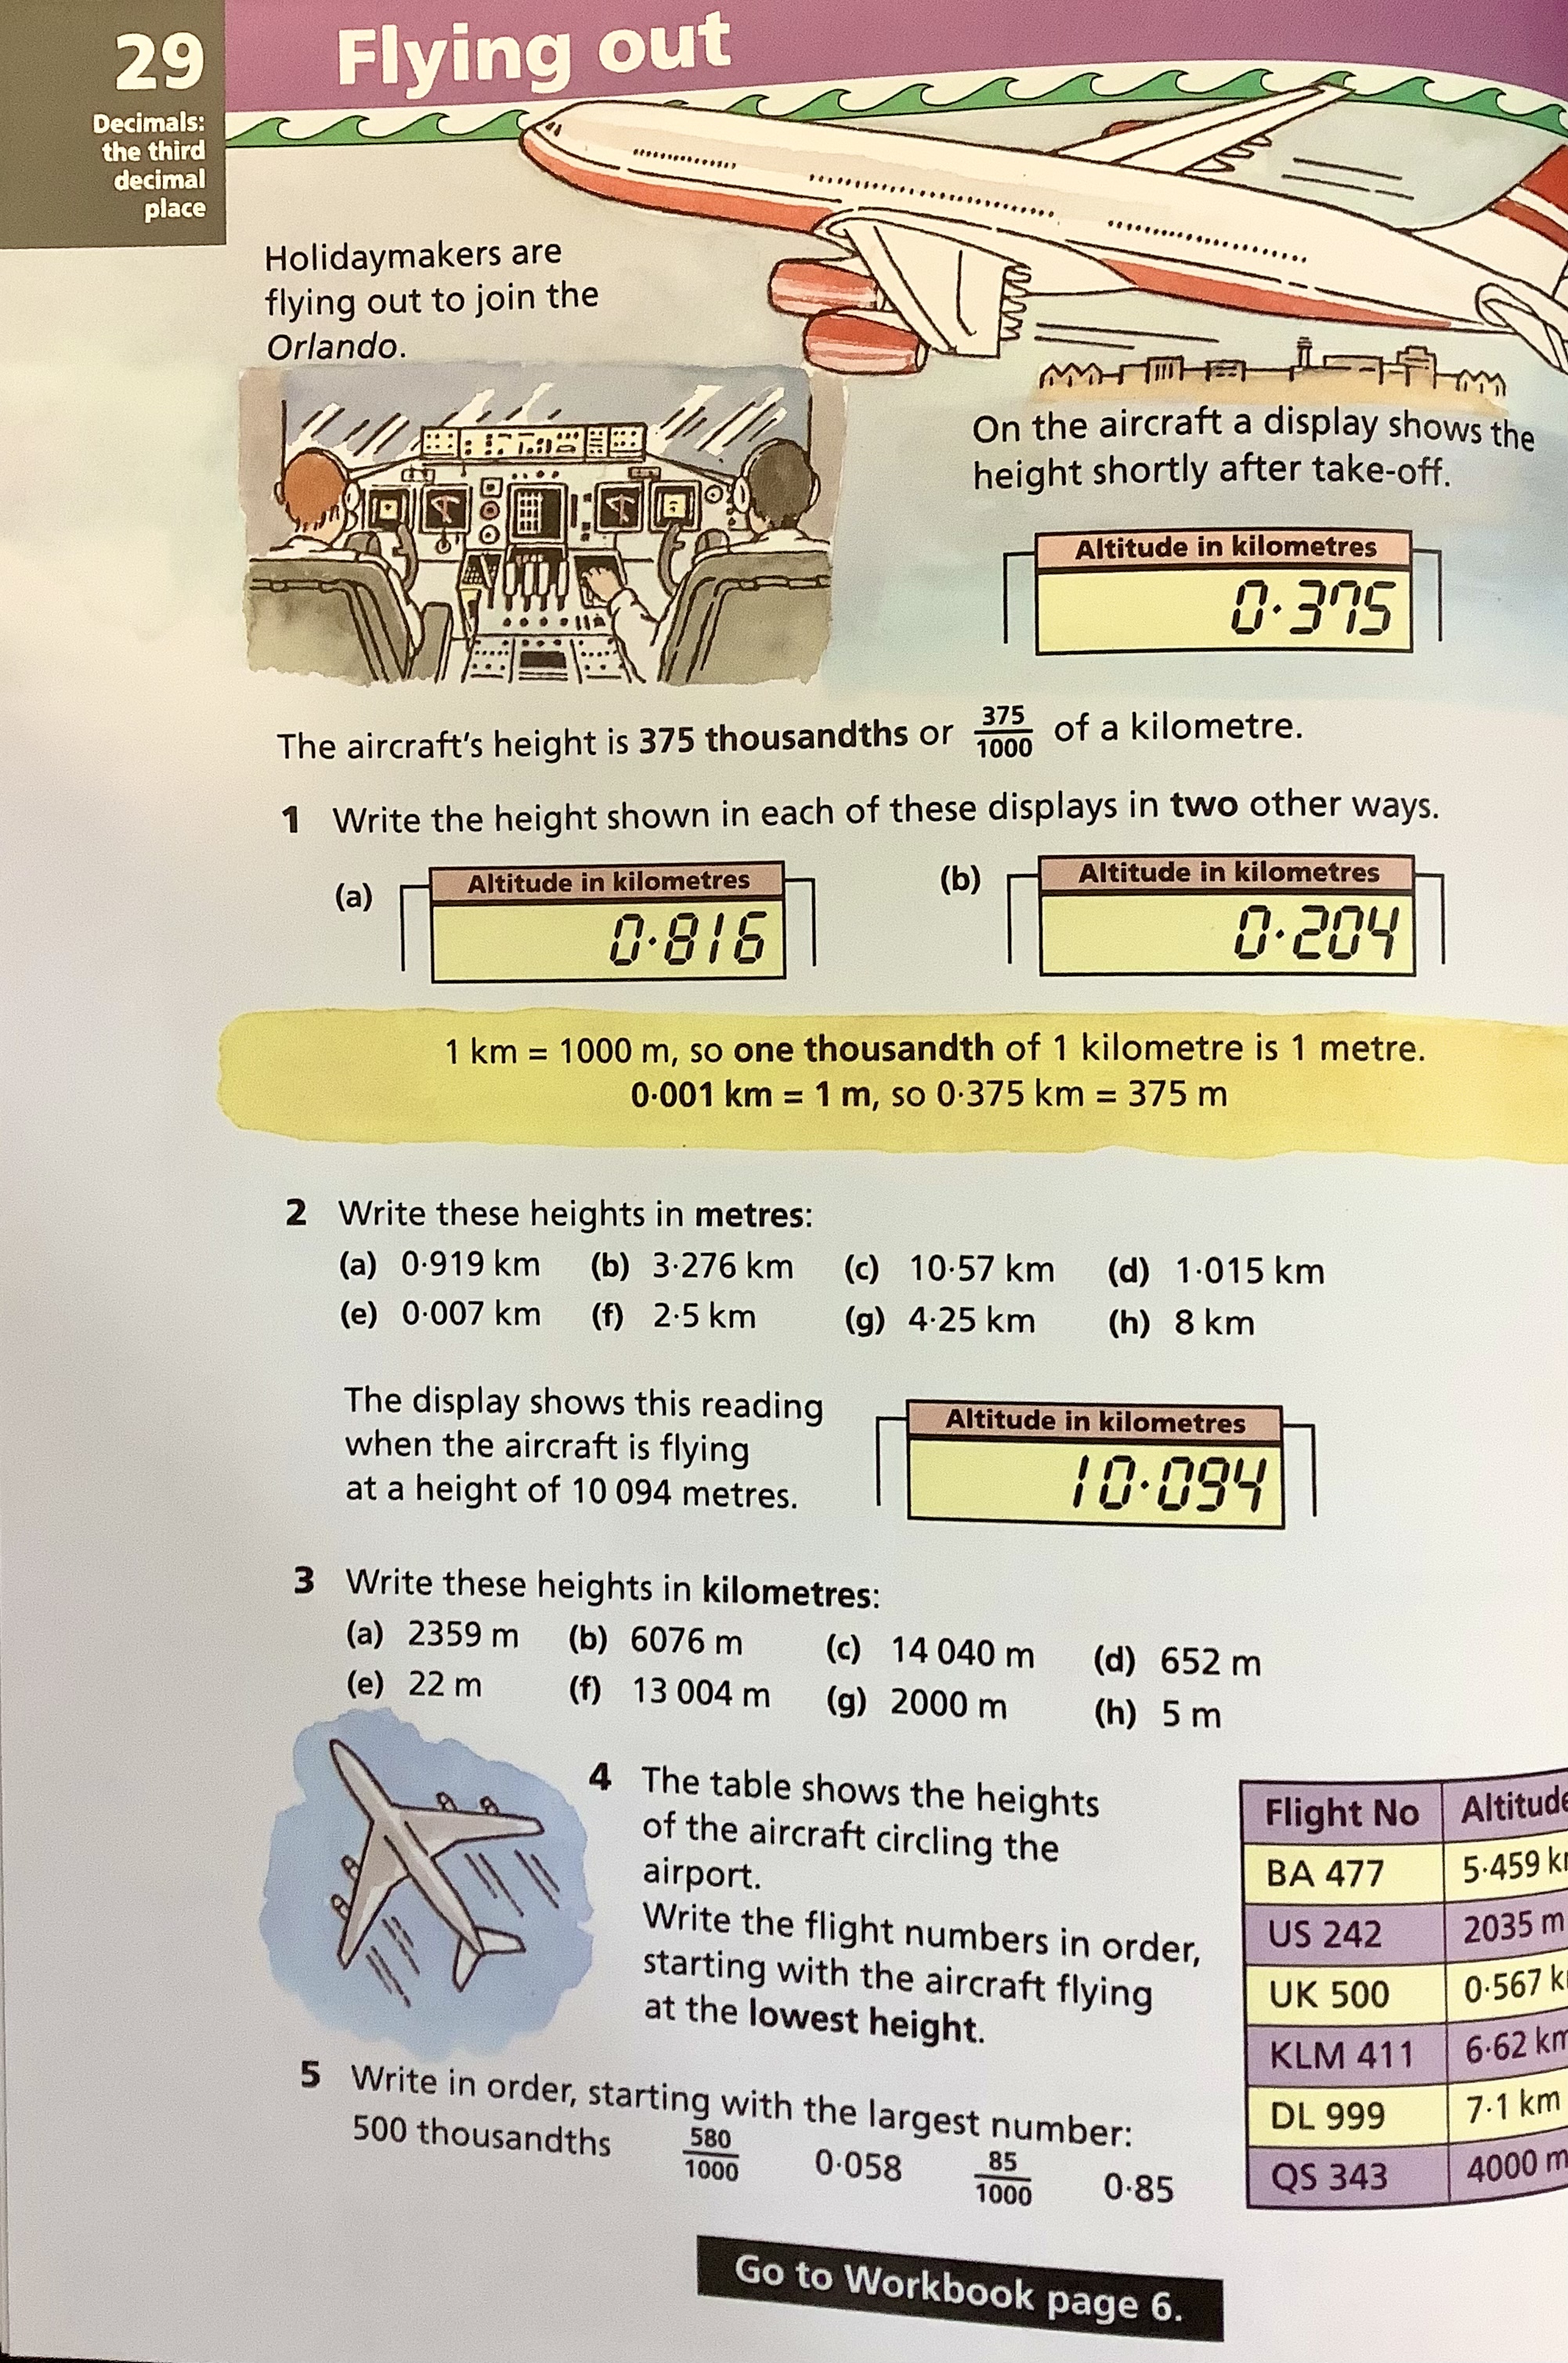 29
Decimals:
the third
decimal
place
Flying out
Holidaymakers are
flying out to join the
Orlando.
On the aircraft a display shows the
height shortly after take-off.
Altitude in kilometres
0·375
The aircraft's height is 375 thousandths or 375/1000 of a kilometre.
1 Write the height shown in each of these displays in two other ways.
(a) Altitude in kilometres
0·816
(b) Altitude in kilometres
0·204
1 km = 1000 m, so one thousandth of 1 kilometre is 1 metre.
0·001 km = 1 m, so 0·375 km = 375 m
2 Write these heights in metres:
(a) 0·919 km (b) 3·276 km (c) 10·57 km (d) 1·015 km
(e) 0·007 km (f) 2·5 km (g) 4·25 km (h) 8 km
The display shows this reading
when the aircraft is flying
at a height of 10 094 metres.
Altitude in kilometres
10·094
3 Write these heights in kilometres:
(a) 2359 m (b) 6076 m (c) 14 040 m (d) 652 m
(e) 22 m (f) 13 004 m (g) 2000 m (h) 5 m
4 The table shows the heights
of the aircraft circling the
airport.
Write the flight numbers in order,
starting with the aircraft flying
at the lowest height.
Flight No Altitude
BA 477 5·459 k
US 242 2035 m
UK 500 0·567 k
KLM 411 6·62 km
DL 999 7·1 km
QS 343 4000 m
5 Write in order, starting with the largest number:
500 thousandths 580/1000 0·058 85/1000 0·85
Go to Workbook page 6.